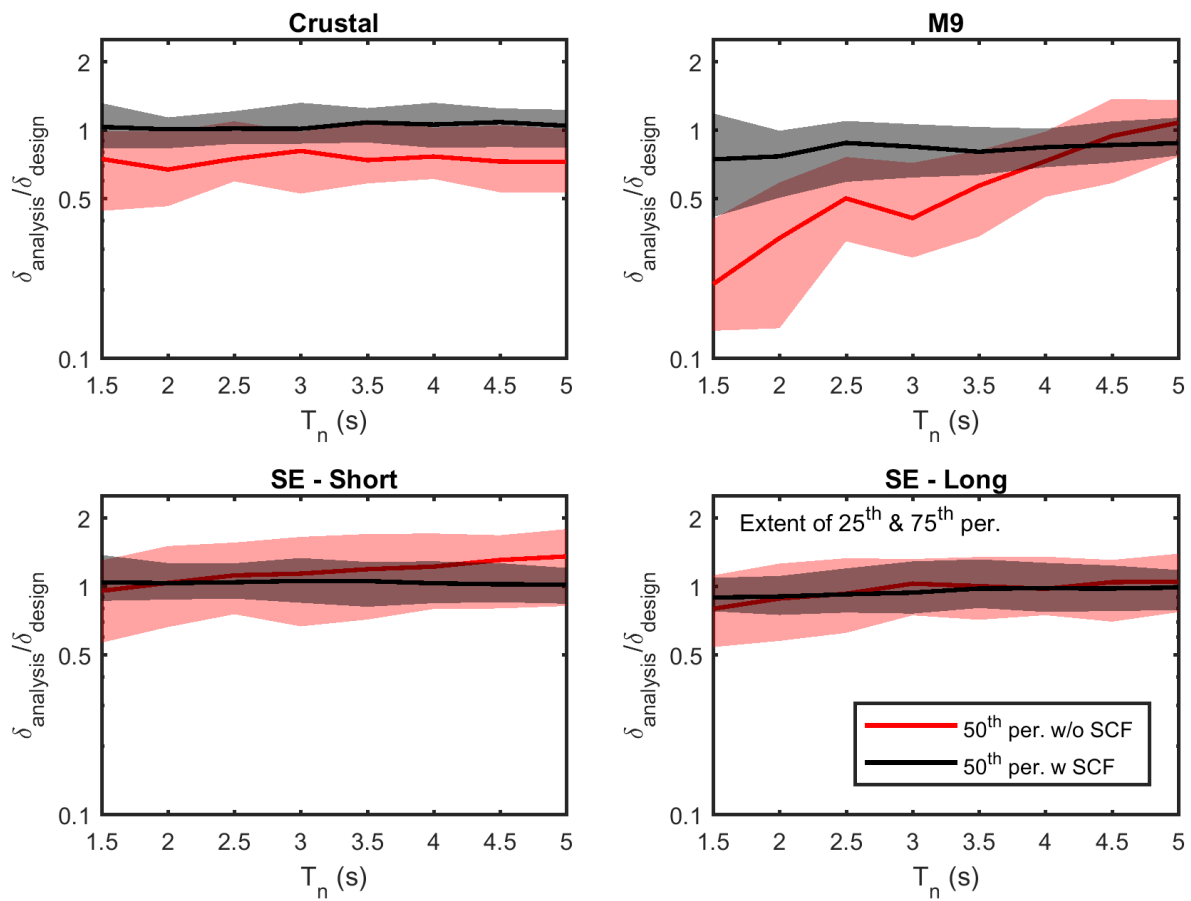 Crustal
2
1
0.5
0.1
δanalysis/δdesign
1.5 2 2.5 3 3.5 4 4.5 5
Tn (s)
M9
2
1
0.5
0.1
δanalysis/δdesign
1.5 2 2.5 3 3.5 4 4.5 5
Tn (s)
SE - Short
2
1
0.5
0.1
δanalysis/δdesign
1.5 2 2.5 3 3.5 4 4.5 5
Tn (s)
SE - Long
Extent of 25th & 75th per.
2
1
0.5
0.1
δanalysis/δdesign
50th per. w/o SCF
50th per. w SCF
1.5 2 2.5 3 3.5 4 4.5 5
Tn (s)